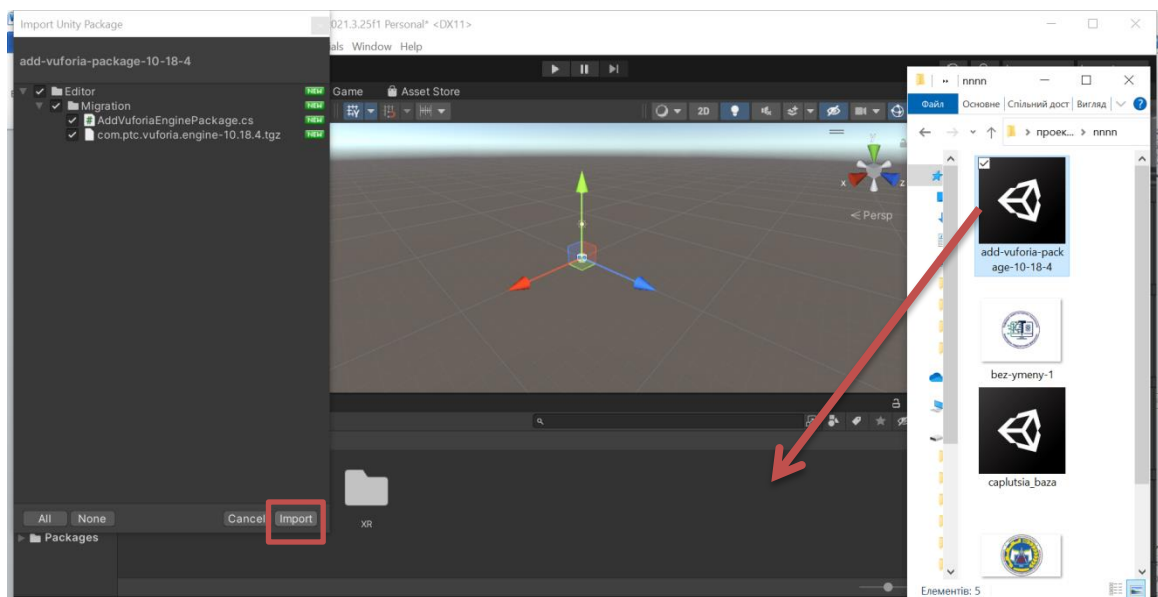 Import Unity Package
021.3.25f1 Personal* <DX11>
als Window Help
add-vuforia-package-10-18-4
Editor NEW
Migration NEW
AddVuforiaEnginePackage.cs NEW
com.ptc.vuforia.engine-10.18.4.tgz NEW
Game Asset Store
2D
y
x
z
Persp
XR
All None Cancel Import
Packages
nnnn
Файл Основне Спільний дост Вигляд
проек... nnnn
add-vuforia-pack
age-10-18-4
bez-ymeny-1
caplutsia_baza
Елементів: 5